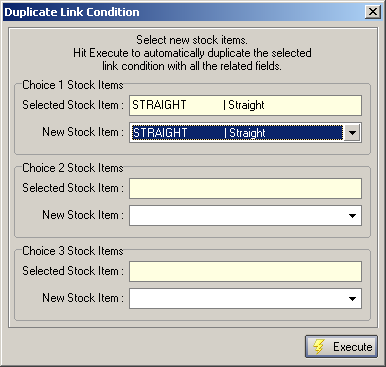 Duplicate Link Condition
Select new stock items.
Hit Execute to automatically duplicate the selected
link condition with all the related fields.
Choice 1 Stock Items
Selected Stock Item : STRAIGHT | Straight
New Stock Item : STRAIGHT | Straight
Choice 2 Stock Items
Selected Stock Item :
New Stock Item :
Choice 3 Stock Items
Selected Stock Item :
New Stock Item :
Execute